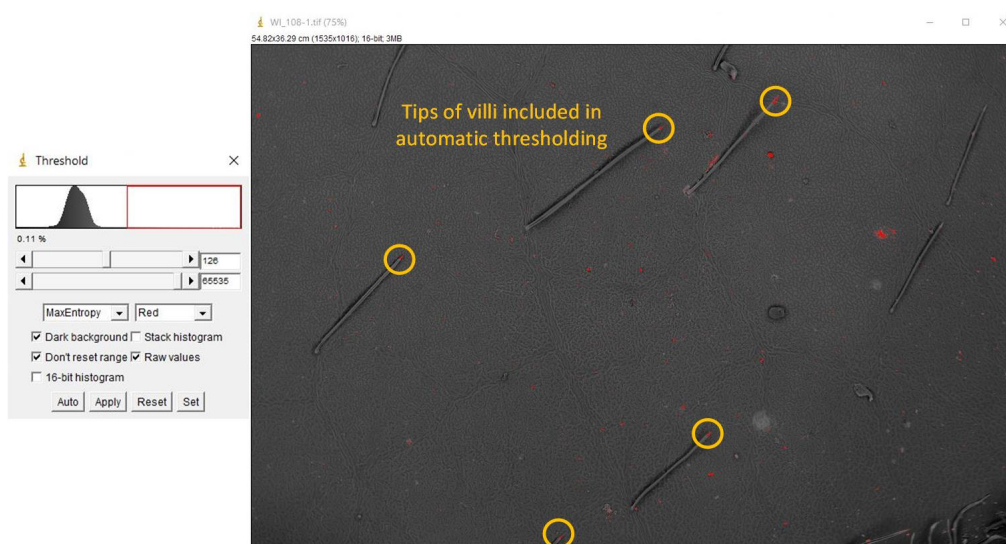 WI_108-1.tif (75%)
54.82x36.29 cm (1535x1016); 16-bit; 3MB
Tips of villi included in
automatic thresholding
Threshold
0.11 %
126
65535
MaxEntropy Red
Dark background Stack histogram
Don't reset range Raw values
16-bit histogram
Auto Apply Reset Set